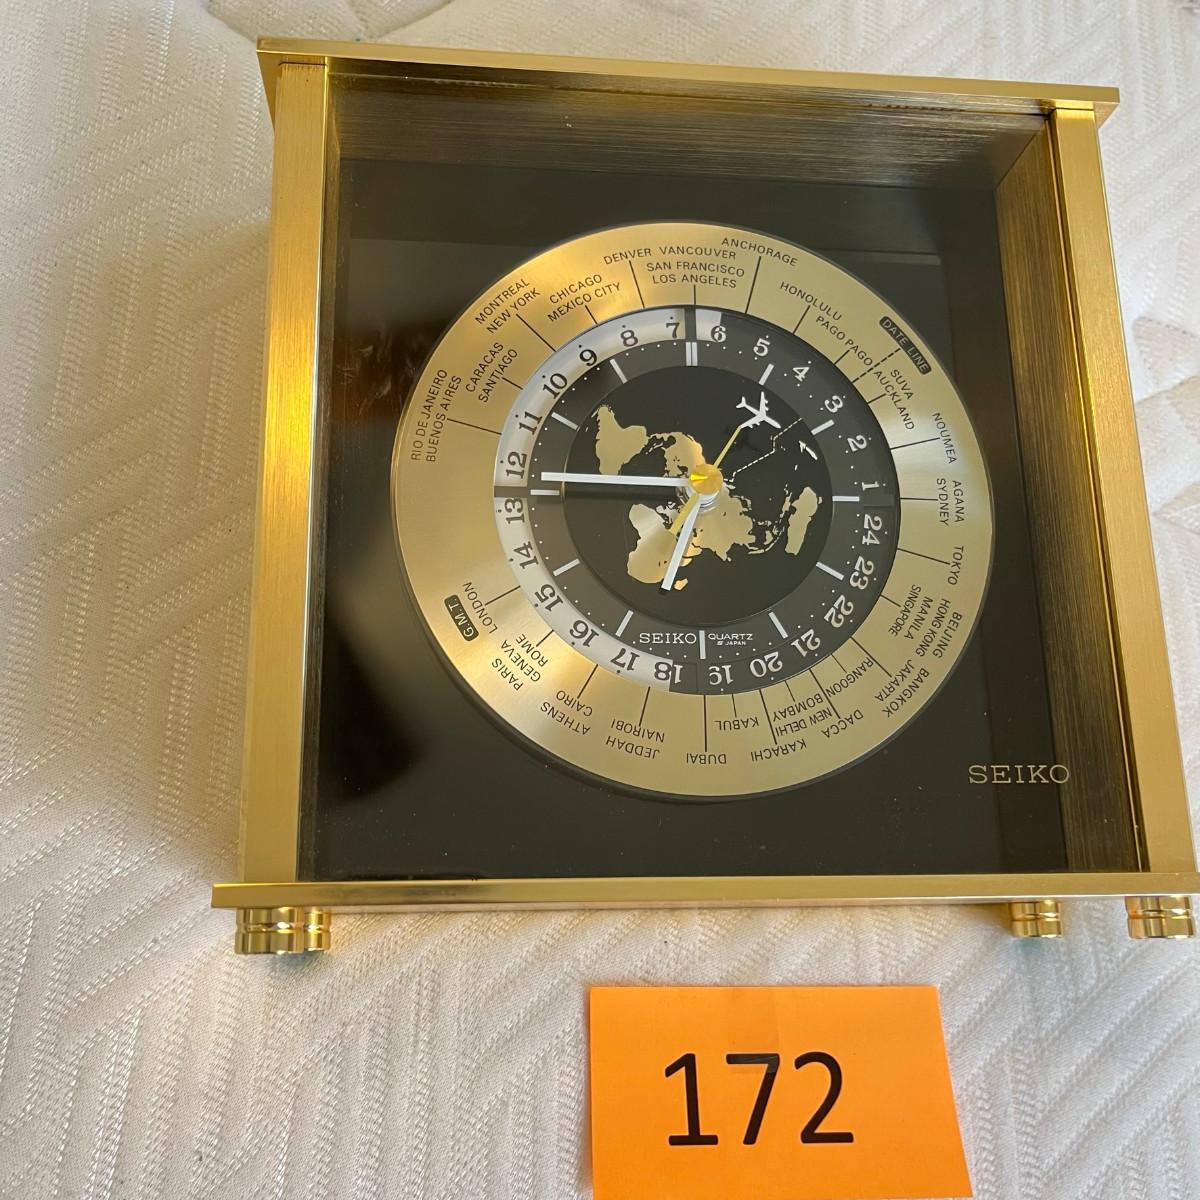 ANCHORAGE
HONOLULU
PAGO PAGO
DATE LINE
SUVA
AUCKLAND
NOUMEA
AGANA
SYDNEY
TOKYO
BEIJING
HONG KONG
MANILA
SINGAPORE
JAKARTA
BANGKOK
RANGOON
DACCA
BOMBAY
NEW DELHI
KARACHI
KABUL
DUBAI
JEDDAH
NAIROBI
ATHENS
CAIRO
PARIS
GENEVA
ROME
G.M.T.
LONDON
RIO DE JANEIRO
BUENOS AIRES
CARACAS
SANTIAGO
MONTREAL
NEW YORK
CHICAGO
MEXICO CITY
DENVER
VANCOUVER
SAN FRANCISCO
LOS ANGELES
6 5 4 3 2 1 24 23 22 21 20 19 18 17 16 15 14 13 12 11 10 9 8 7
SEIKO QUARTZ
JAPAN
SEIKO
172